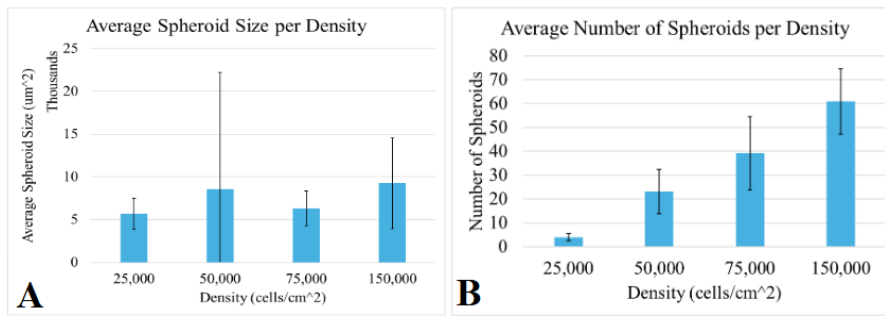 Average Spheroid Size per Density
Average Spheroid Size (um^2)
Thousands
25
20
15
10
5
0
25,000 50,000 75,000 150,000
Density (cells/cm^2)
A
Average Number of Spheroids per Density
Number of Spheroids
80
70
60
50
40
30
20
10
0
25,000 50,000 75,000 150,000
Density (cells/cm^2)
B